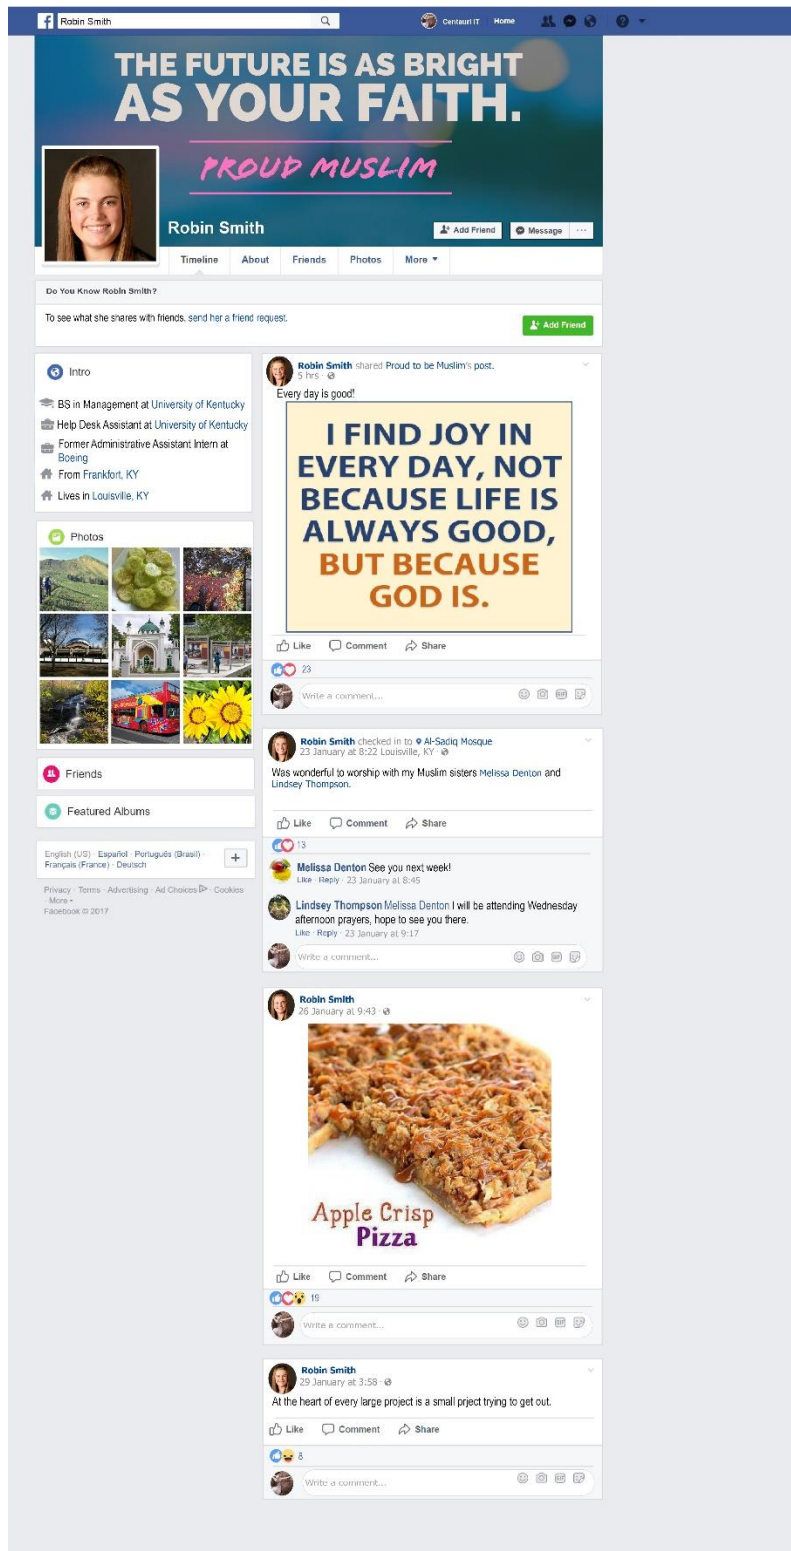 Robin Smith
Centauri IT Home
THE FUTURE IS AS BRIGHT
AS YOUR FAITH.
PROUD MUSLIM
Robin Smith
Add Friend Message
Timeline About Friends Photos More
Do You Know Robin Smith?
To see what she shares with friends, send her a friend request.
Add Friend
Intro
BS in Management at University of Kentucky
Help Desk Assistant at University of Kentucky
Former Administrative Assistant Intern at
Boeing
From Frankfort, KY
Lives in Louisville, KY
Photos
Friends
Featured Albums
English (US) · Español · Português (Brasil) ·
Français (France) · Deutsch
Privacy · Terms · Advertising · Ad Choices · Cookies
· More
Facebook © 2017
Robin Smith shared Proud to be Muslim's post.
5 hrs ·
Every day is good!
I FIND JOY IN
EVERY DAY, NOT
BECAUSE LIFE IS
ALWAYS GOOD,
BUT BECAUSE
GOD IS.
Like Comment Share
23
Write a comment...
GIF
Robin Smith checked in to Al-Sadiq Mosque
23 January at 8:22 Louisville, KY ·
Was wonderful to worship with my Muslim sisters Melissa Denton and
Lindsey Thompson.
Like Comment Share
13
Melissa Denton See you next week!
Like · Reply · 23 January at 8:45
Lindsey Thompson Melissa Denton I will be attending Wednesday
afternoon prayers, hope to see you there.
Like · Reply · 23 January at 9:17
Write a comment...
GIF
Robin Smith
26 January at 9:43 ·
Apple Crisp
Pizza
Like Comment Share
19
Write a comment...
GIF
Robin Smith
29 January at 3:58 ·
At the heart of every large project is a small prject trying to get out.
Like Comment Share
8
Write a comment...
GIF